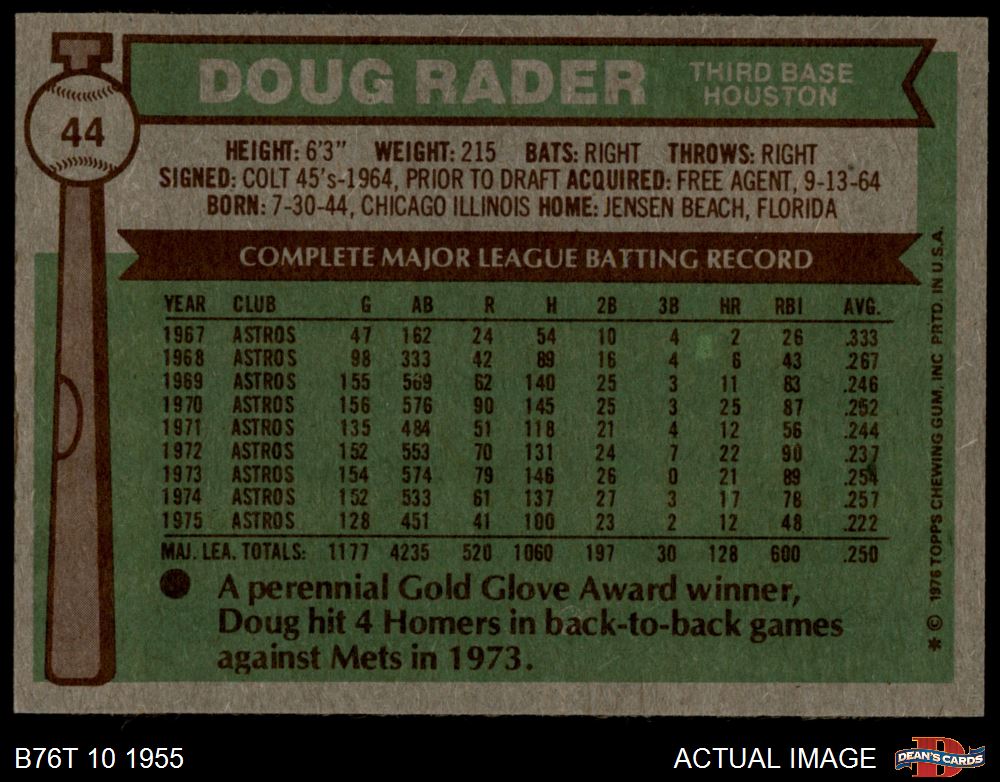 DOUG RADER
THIRD BASE
HOUSTON
44
HEIGHT: 6'3" WEIGHT: 215 BATS: RIGHT THROWS: RIGHT
SIGNED: COLT 45's-1964, PRIOR TO DRAFT ACQUIRED: FREE AGENT, 9-13-64
BORN: 7-30-44, CHICAGO ILLINOIS HOME: JENSEN BEACH, FLORIDA
COMPLETE MAJOR LEAGUE BATTING RECORD
YEAR CLUB G AB R H 2B 3B HR RBI AVG.
1967 ASTROS 47 162 24 54 10 4 2 26 .333
1968 ASTROS 98 333 42 89 16 4 6 43 .267
1969 ASTROS 155 569 62 140 25 3 11 83 .246
1970 ASTROS 156 576 90 145 25 3 25 87 .252
1971 ASTROS 135 484 51 118 21 4 12 56 .244
1972 ASTROS 152 553 70 131 24 7 22 90 .237
1973 ASTROS 154 574 79 146 26 0 21 89 .254
1974 ASTROS 152 533 61 137 27 3 17 78 .257
1975 ASTROS 128 451 41 100 23 2 12 48 .222
MAJ. LEA. TOTALS: 1177 4235 520 1060 197 30 128 600 .250
A perennial Gold Glove Award winner,
Doug hit 4 Homers in back-to-back games
against Mets in 1973.
* © 1976 TOPPS CHEWING GUM, INC PRTD. IN U.S.A.
B76T 10 1955
ACTUAL IMAGE
D
DEAN'S CARDS